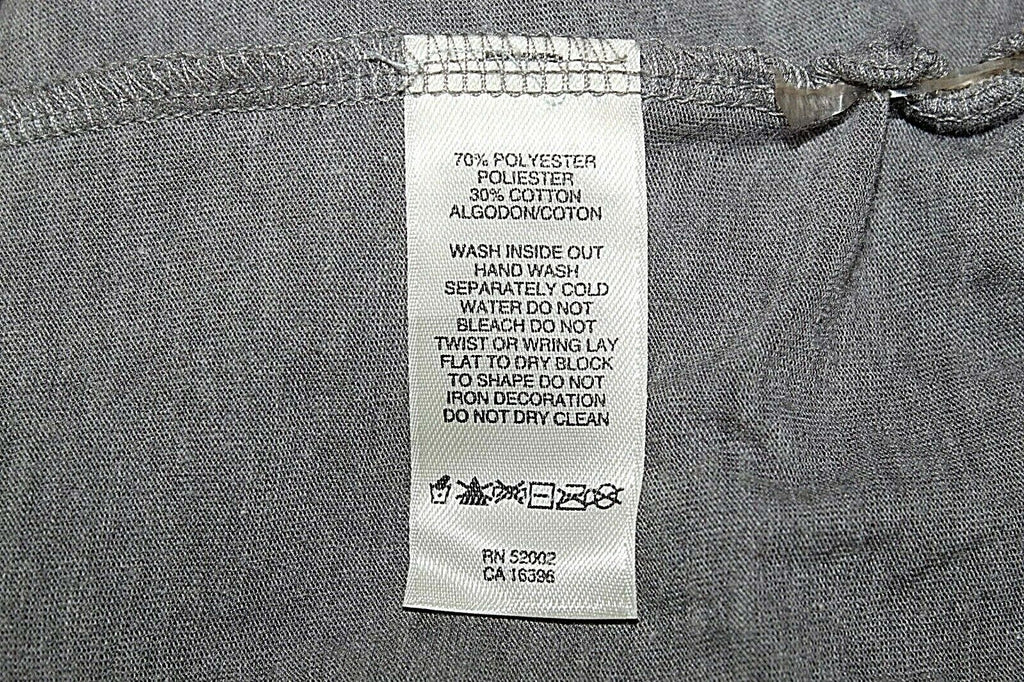 70% POLYESTER
POLIESTER
30% COTTON
ALGODON/COTON
WASH INSIDE OUT
HAND WASH
SEPARATELY COLD
WATER DO NOT
BLEACH DO NOT
TWIST OR WRING LAY
FLAT TO DRY BLOCK
TO SHAPE DO NOT
IRON DECORATION
DO NOT DRY CLEAN
RN 52002
CA 16396